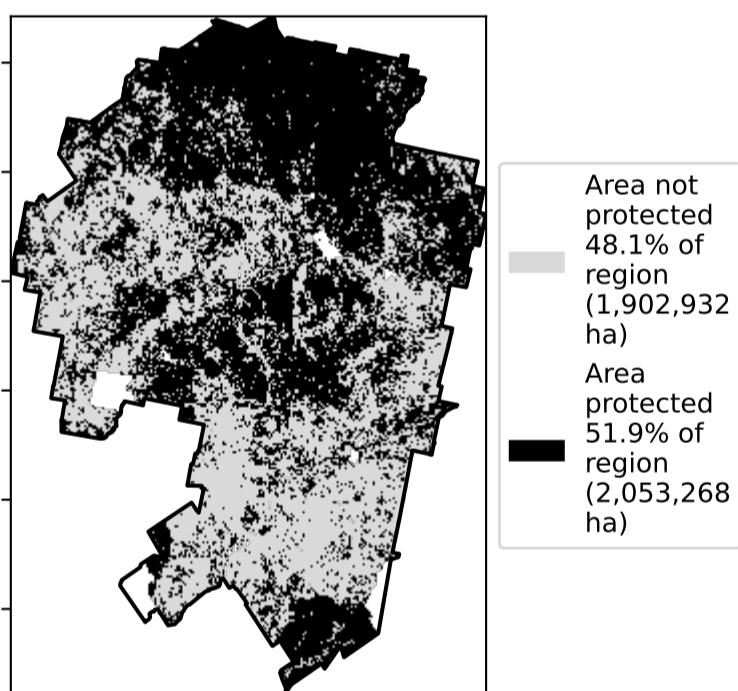 Area not
protected
48.1% of
region
(1,902,932
ha)
Area
protected
51.9% of
region
(2,053,268
ha)